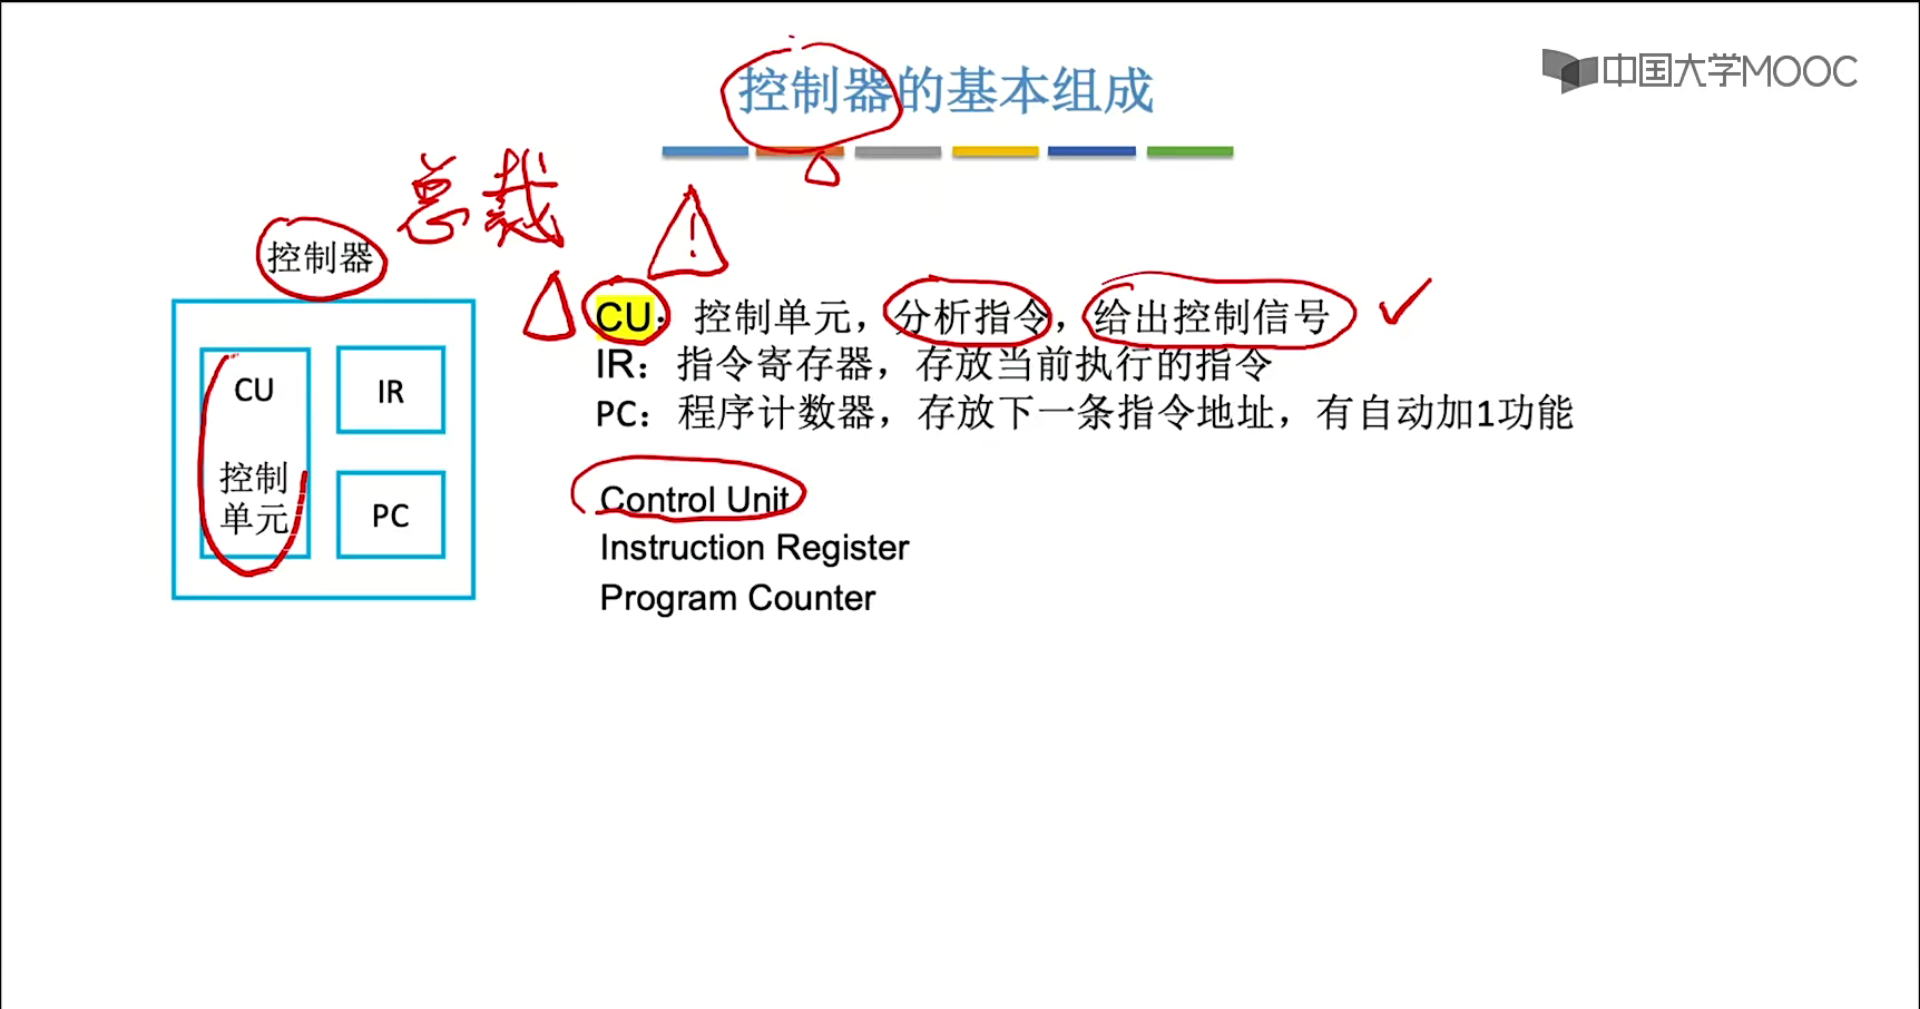 中国大学MOOC
控制器的基本组成
总裁
控制器
CU
控制
单元
IR
PC
CU：控制单元，分析指令，给出控制信号
IR：指令寄存器，存放当前执行的指令
PC：程序计数器，存放下一条指令地址，有自动加1功能
Control Unit
Instruction Register
Program Counter